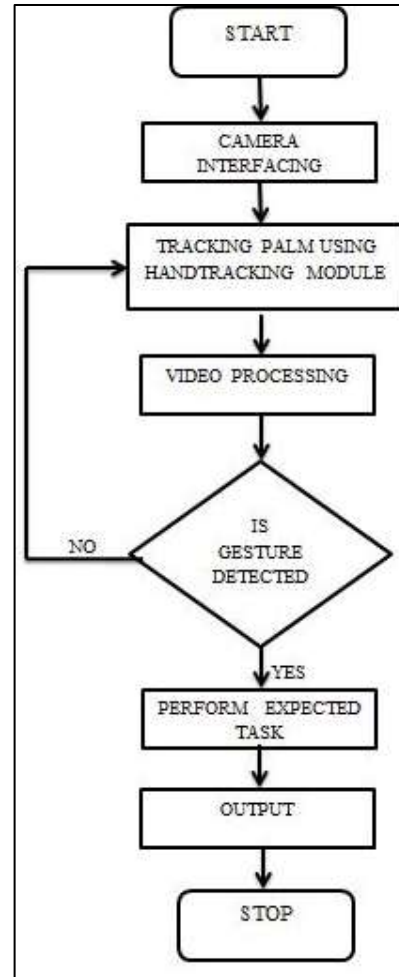 START
CAMERA
INTERFACING
TRACKING PALM USING
HANDTRACKING MODULE
VIDEO PROCESSING
IS
GESTURE
DETECTED
NO
YES
PERFORM EXPECTED
TASK
OUTPUT
STOP